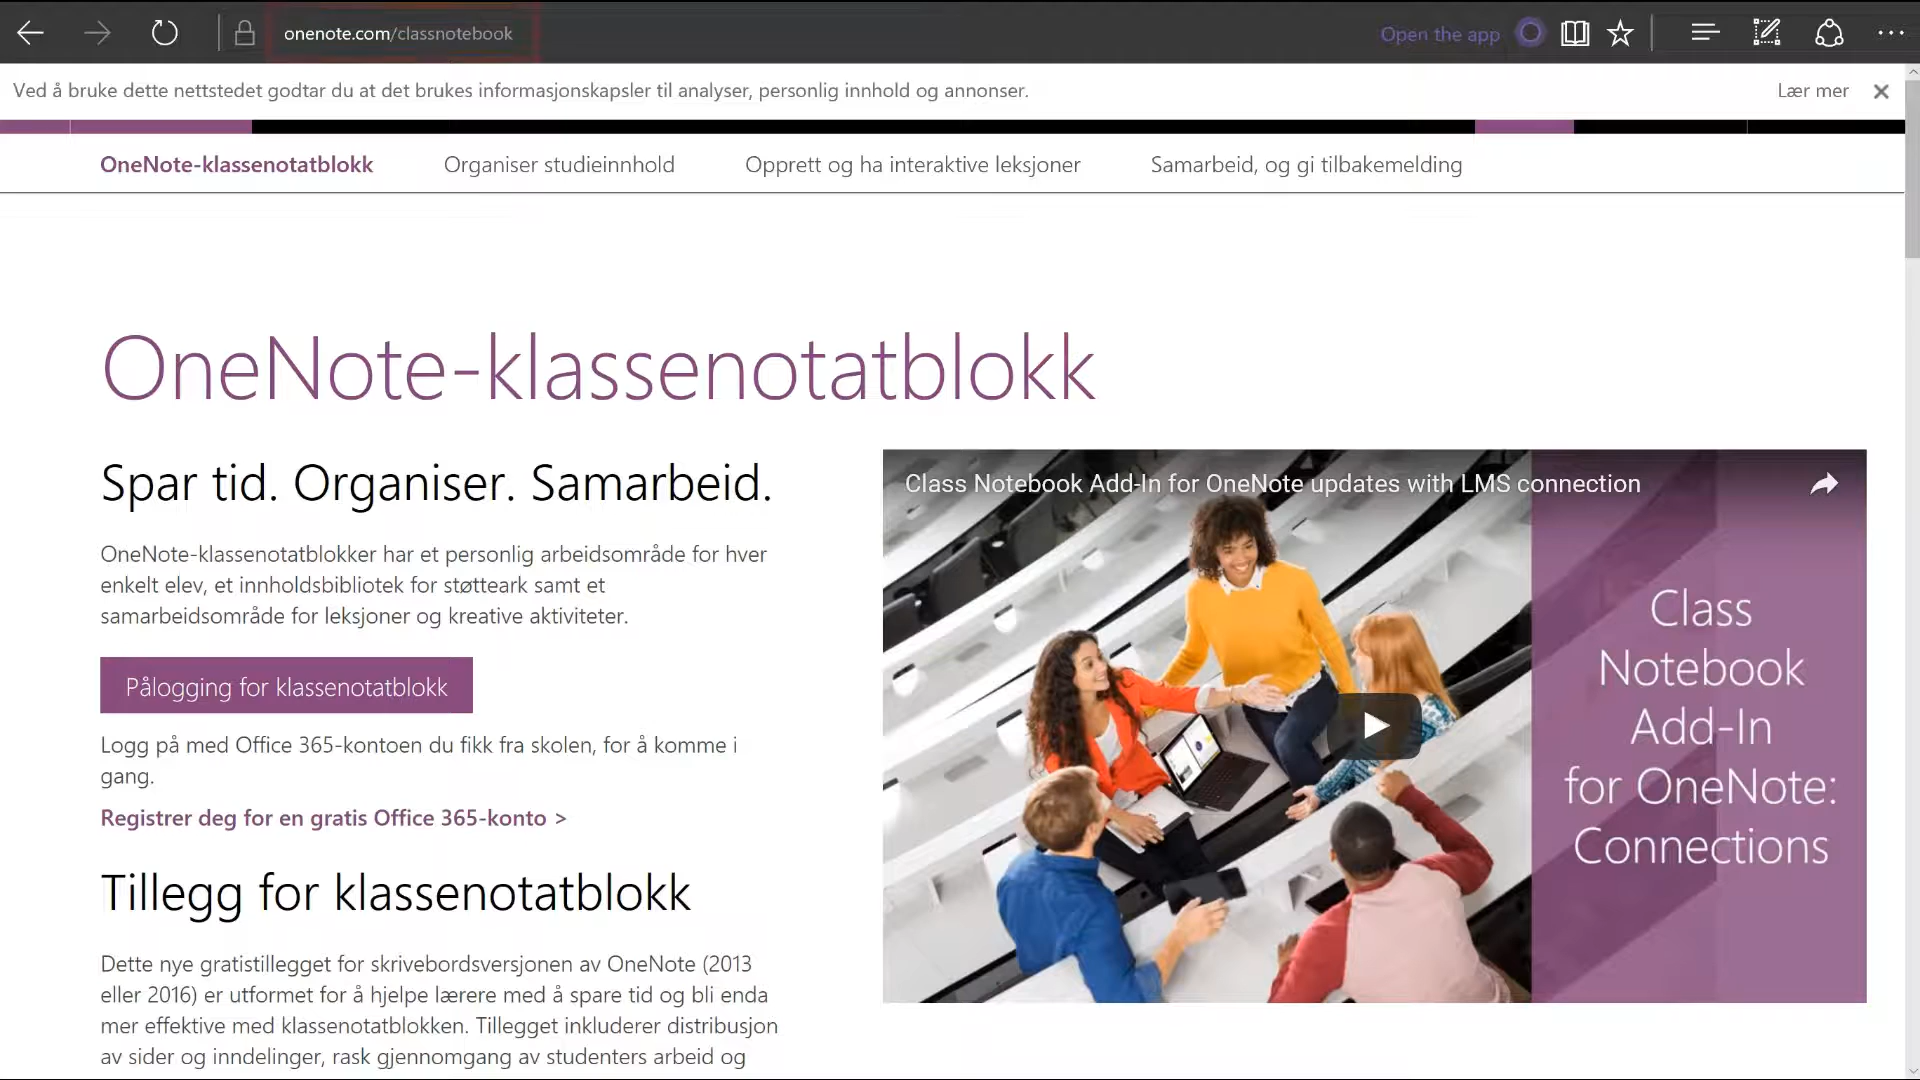 onenote.com/classnotebook
Open the app
Ved å bruke dette nettstedet godtar du at det brukes informasjonskapsler til analyser, personlig innhold og annonser.
Lær mer
OneNote-klassenotatblokk
Organiser studieinnhold
Opprett og ha interaktive leksjoner
Samarbeid, og gi tilbakemelding
OneNote-klassenotatblokk
Spar tid. Organiser. Samarbeid.
OneNote-klassenotatblokker har et personlig arbeidsområde for hver
enkelt elev, et innholdsbibliotek for støtteark samt et
samarbeidsområde for leksjoner og kreative aktiviteter.
Pålogging for klassenotatblokk
Logg på med Office 365-kontoen du fikk fra skolen, for å komme i
gang.
Registrer deg for en gratis Office 365-konto >
Tillegg for klassenotatblokk
Dette nye gratistillegget for skrivebordsversjonen av OneNote (2013
eller 2016) er utformet for å hjelpe lærere med å spare tid og bli enda
mer effektive med klassenotatblokken. Tillegget inkluderer distribusjon
av sider og inndelinger, rask gjennomgang av studenters arbeid og
Class Notebook Add-In for OneNote updates with LMS connection
Class
Notebook
Add-In
for OneNote:
Connections